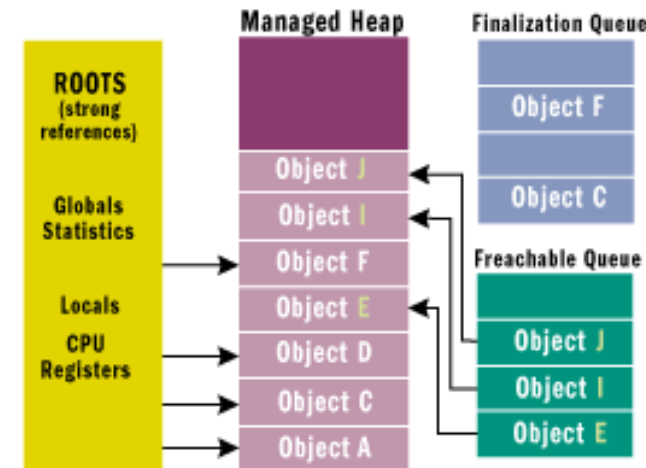 Managed Heap
Finalization Queue
ROOTS
(strong
references)
Globals
Statistics
Locals
CPU
Registers
Object J
Object I
Object F
Object E
Object D
Object C
Object A
Object F
Object C
Freachable Queue
Object J
Object I
Object E